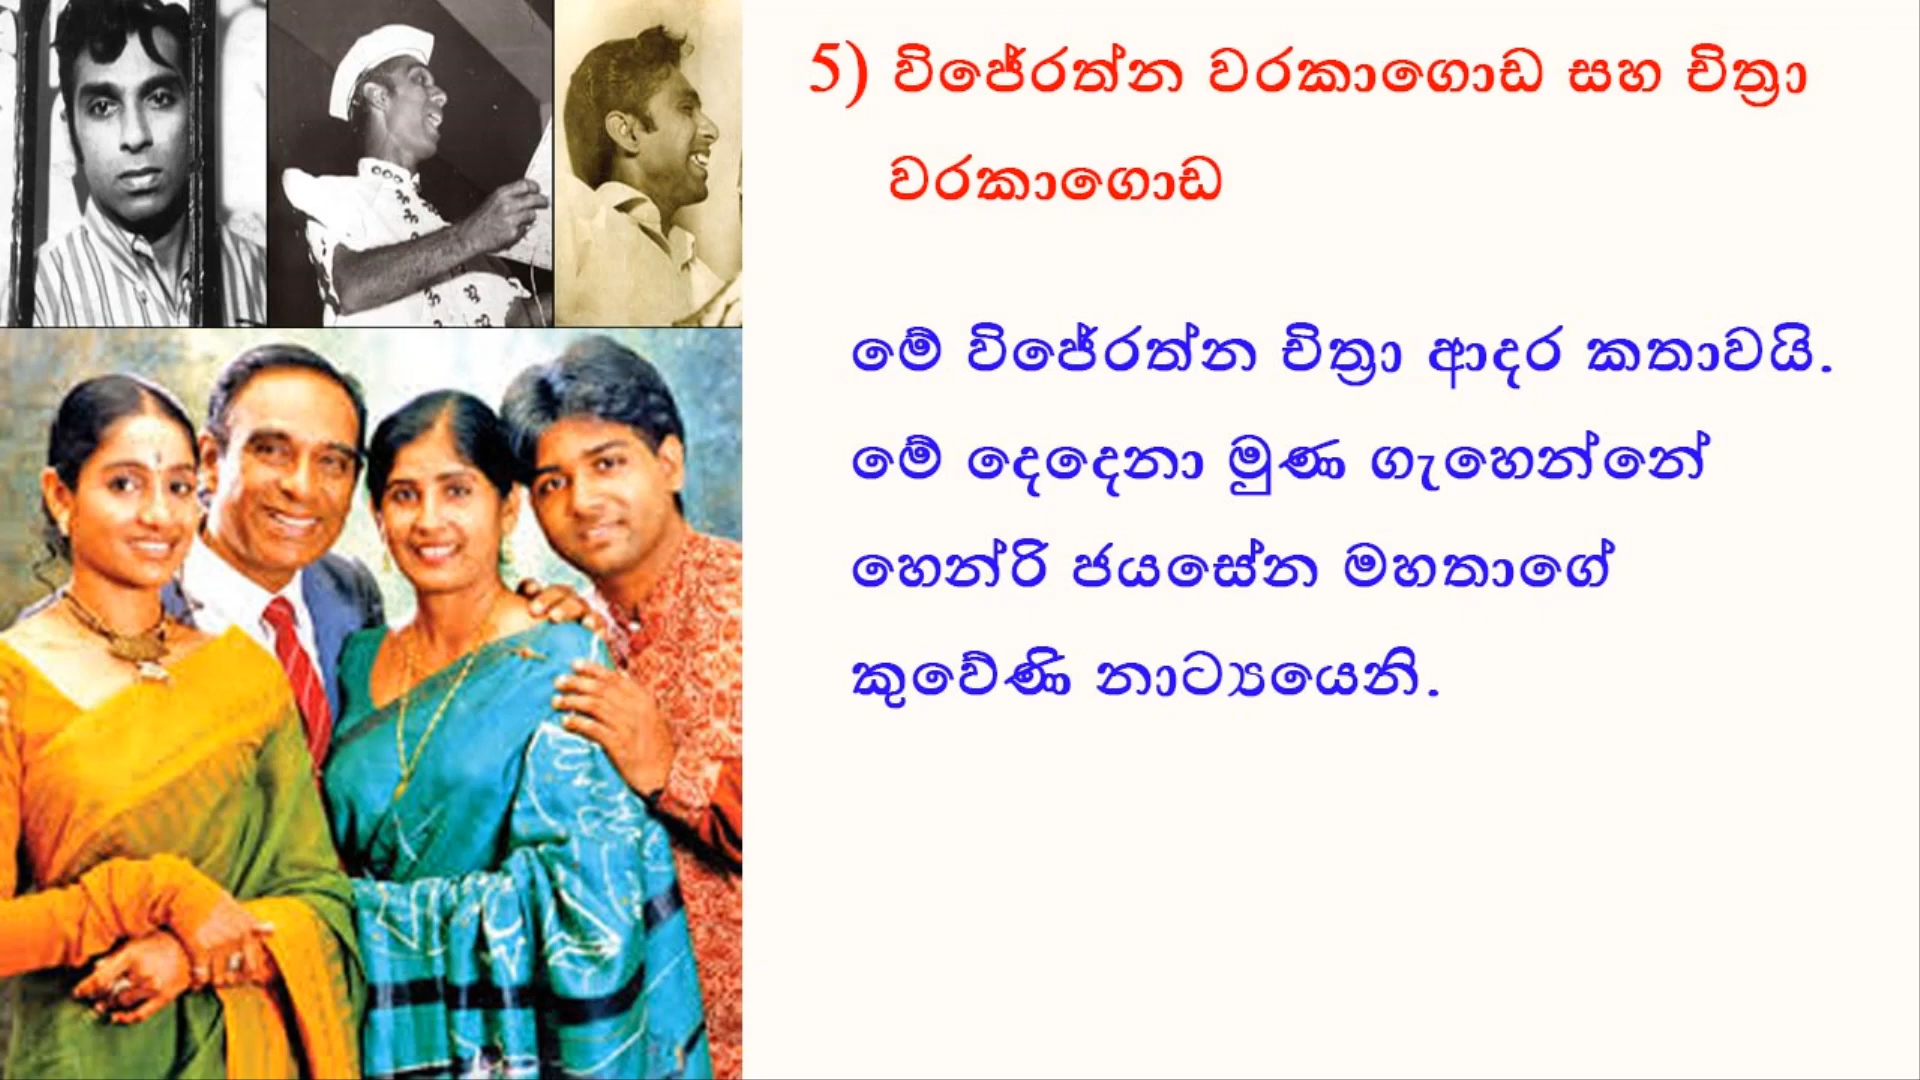 5) විජේරත්න වරකාගොඩ සහ චිත්‍රා
වරකාගොඩ
මේ විජේරත්න චිත්‍රා ආදර කතාවයි.
මේ දෙදෙනා මුණ ගැහෙන්නේ
හෙන්රි ජයසේන මහතාගේ
කුවේණි නාට්‍යයෙනි.